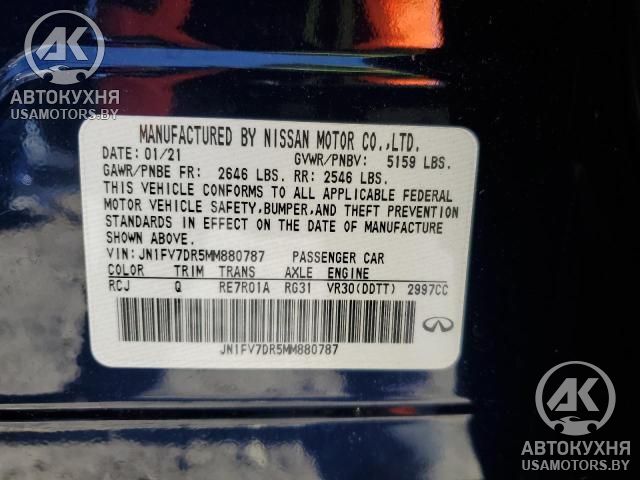 AK
АВТОКУХНЯ
USAMOTORS.BY
MANUFACTURED BY NISSAN MOTOR CO.,LTD.
DATE: 01/21 GVWR/PNBV: 5159 LBS.
GAWR/PNBE FR: 2646 LBS. RR: 2546 LBS.
THIS VEHICLE CONFORMS TO ALL APPLICABLE FEDERAL
MOTOR VEHICLE SAFETY,BUMPER,AND THEFT PREVENTION
STANDARDS IN EFFECT ON THE DATE OF MANUFACTURE
SHOWN ABOVE.
VIN:JN1FV7DR5MM880787 PASSENGER CAR
COLOR TRIM TRANS AXLE ENGINE
RCJ Q RE7R01A RG31 VR30(DDTT) 2997CC
JN1FV7DR5MM880787
AK
АВТОКУХНЯ
USAMOTORS.BY